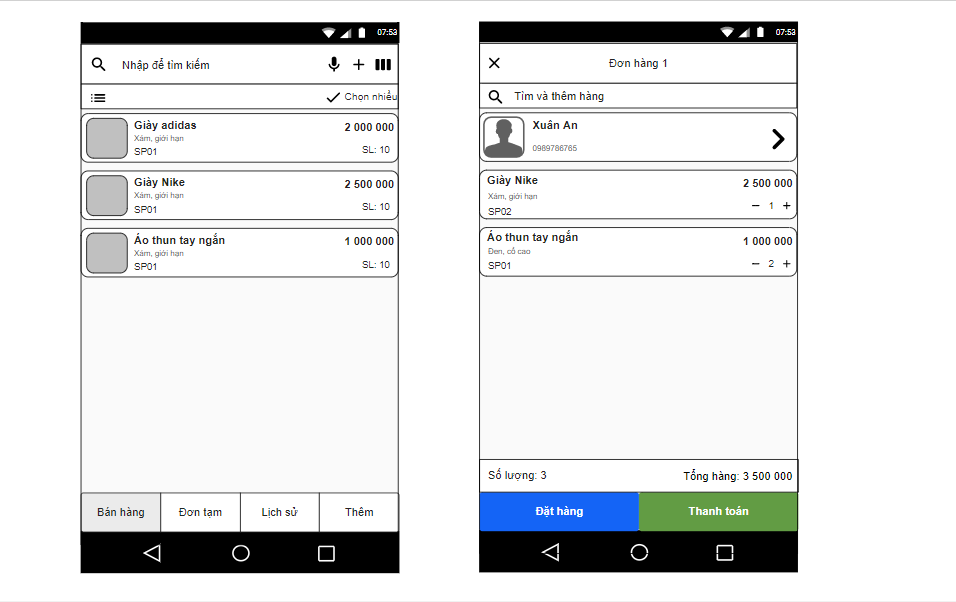 07:53
Nhập để tìm kiếm
Chọn nhiều
Giày adidas
2 000 000
Xám, giới hạn
SP01
SL: 10
Giày Nike
2 500 000
Xám, giới hạn
SP01
SL: 10
Áo thun tay ngắn
1 000 000
Xám, giới hạn
SP01
SL: 10
Bán hàng
Đơn tạm
Lịch sử
Thêm
07:53
Đơn hàng 1
Tìm và thêm hàng
Xuân An
0989786765
Giày Nike
2 500 000
Xám, giới hạn
1
SP02
Áo thun tay ngắn
1 000 000
Đen, cổ cao
2
SP01
Số lượng: 3
Tổng hàng: 3 500 000
Đặt hàng
Thanh toán